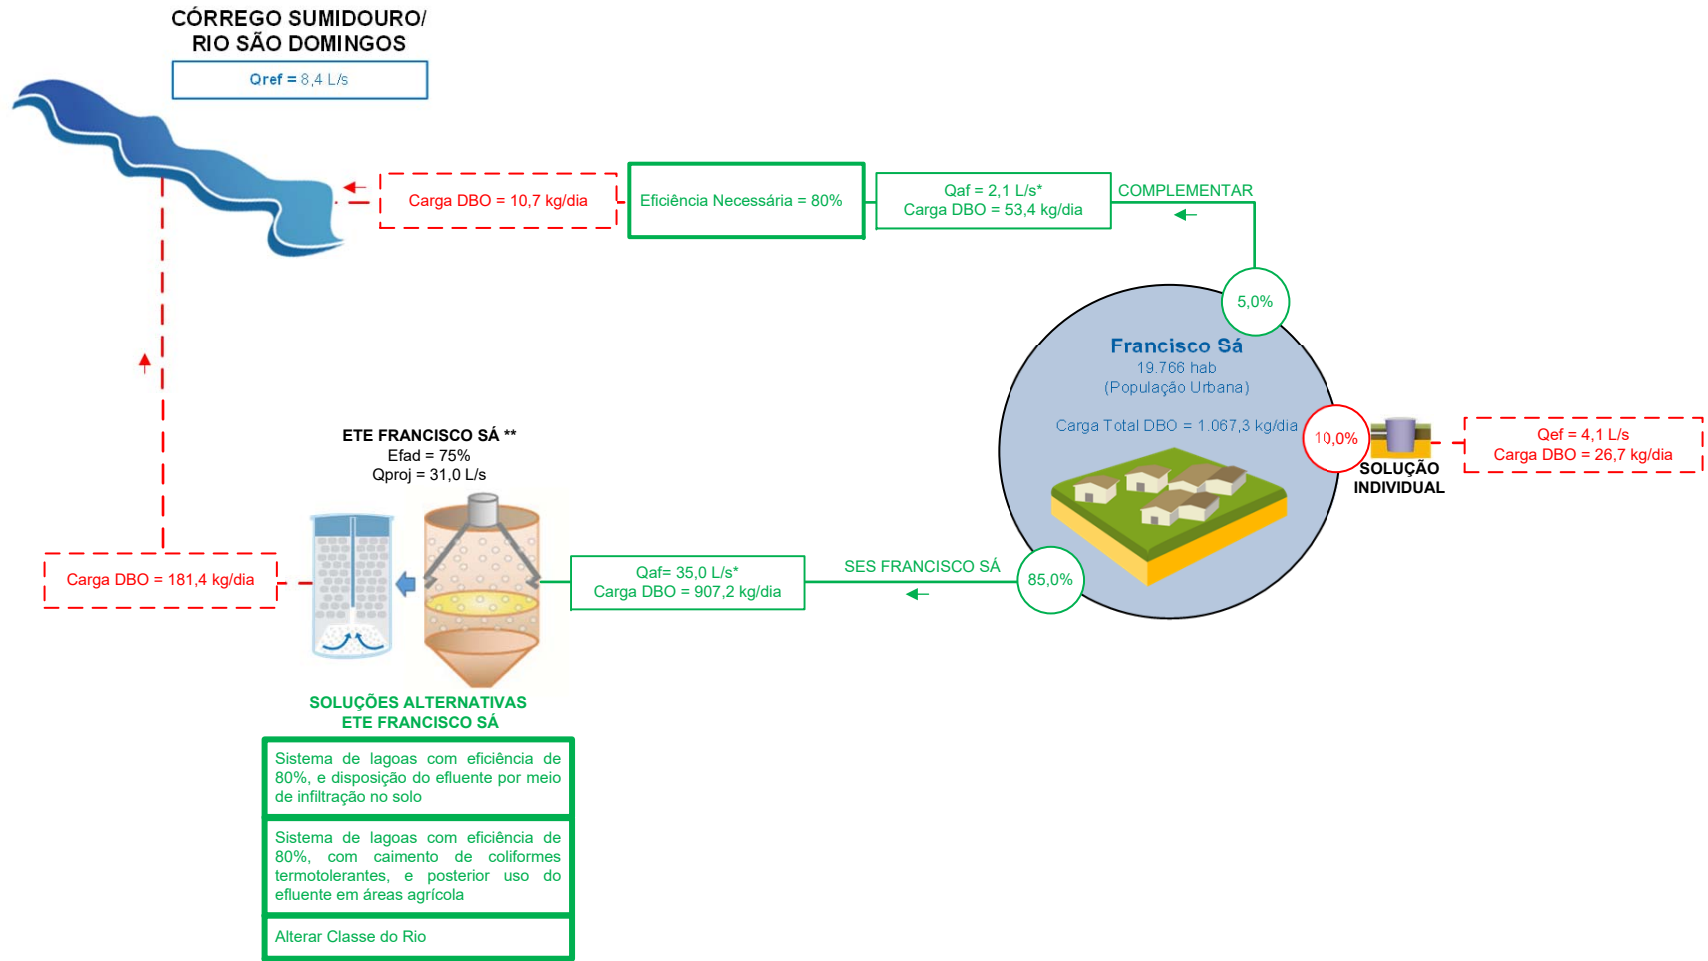 CÓRREGO SUMIDOURO/
RIO SÃO DOMINGOS
Qref = 8,4 L/s
Carga DBO = 10,7 kg/dia
Eficiência Necessária = 80%
Qaf = 2,1 L/s*
Carga DBO = 53,4 kg/dia
COMPLEMENTAR
5,0%
Francisco Sá
19.766 hab
(População Urbana)
Carga Total DBO = 1.067,3 kg/dia
10,0%
SOLUÇÃO
INDIVIDUAL
Qef = 4,1 L/s
Carga DBO = 26,7 kg/dia
ETE FRANCISCO SÁ **
Efad = 75%
Qproj = 31,0 L/s
Carga DBO = 181,4 kg/dia
Qaf= 35,0 L/s*
Carga DBO = 907,2 kg/dia
SES FRANCISCO SÁ
85,0%
SOLUÇÕES ALTERNATIVAS
ETE FRANCISCO SÁ
Sistema de lagoas com eficiência de
80%, e disposição do efluente por meio
de infiltração no solo
Sistema de lagoas com eficiência de
80%, com caimento de coliformes
termotolerantes, e posterior uso do
efluente em áreas agrícola
Alterar Classe do Rio